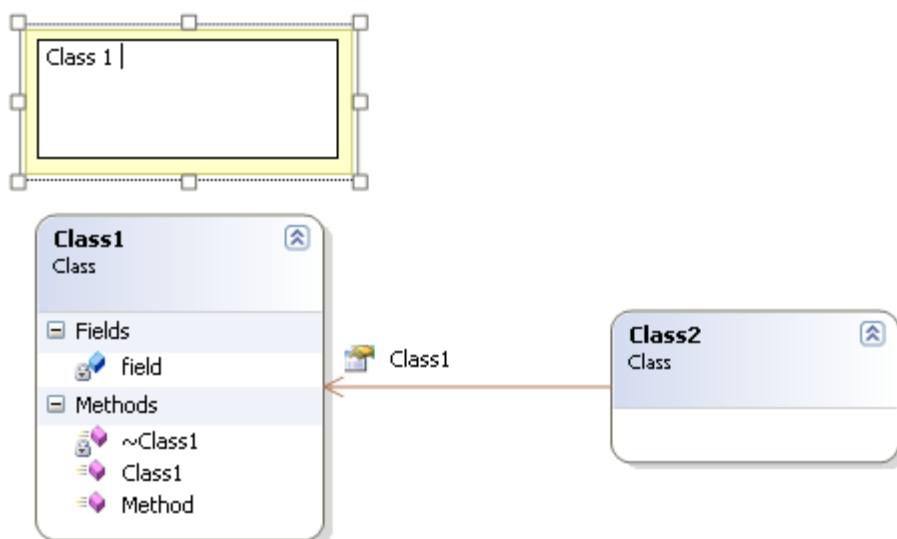 Class 1
Class1
Class
Fields
field
Methods
~Class1
Class1
Method
Class1
Class2
Class